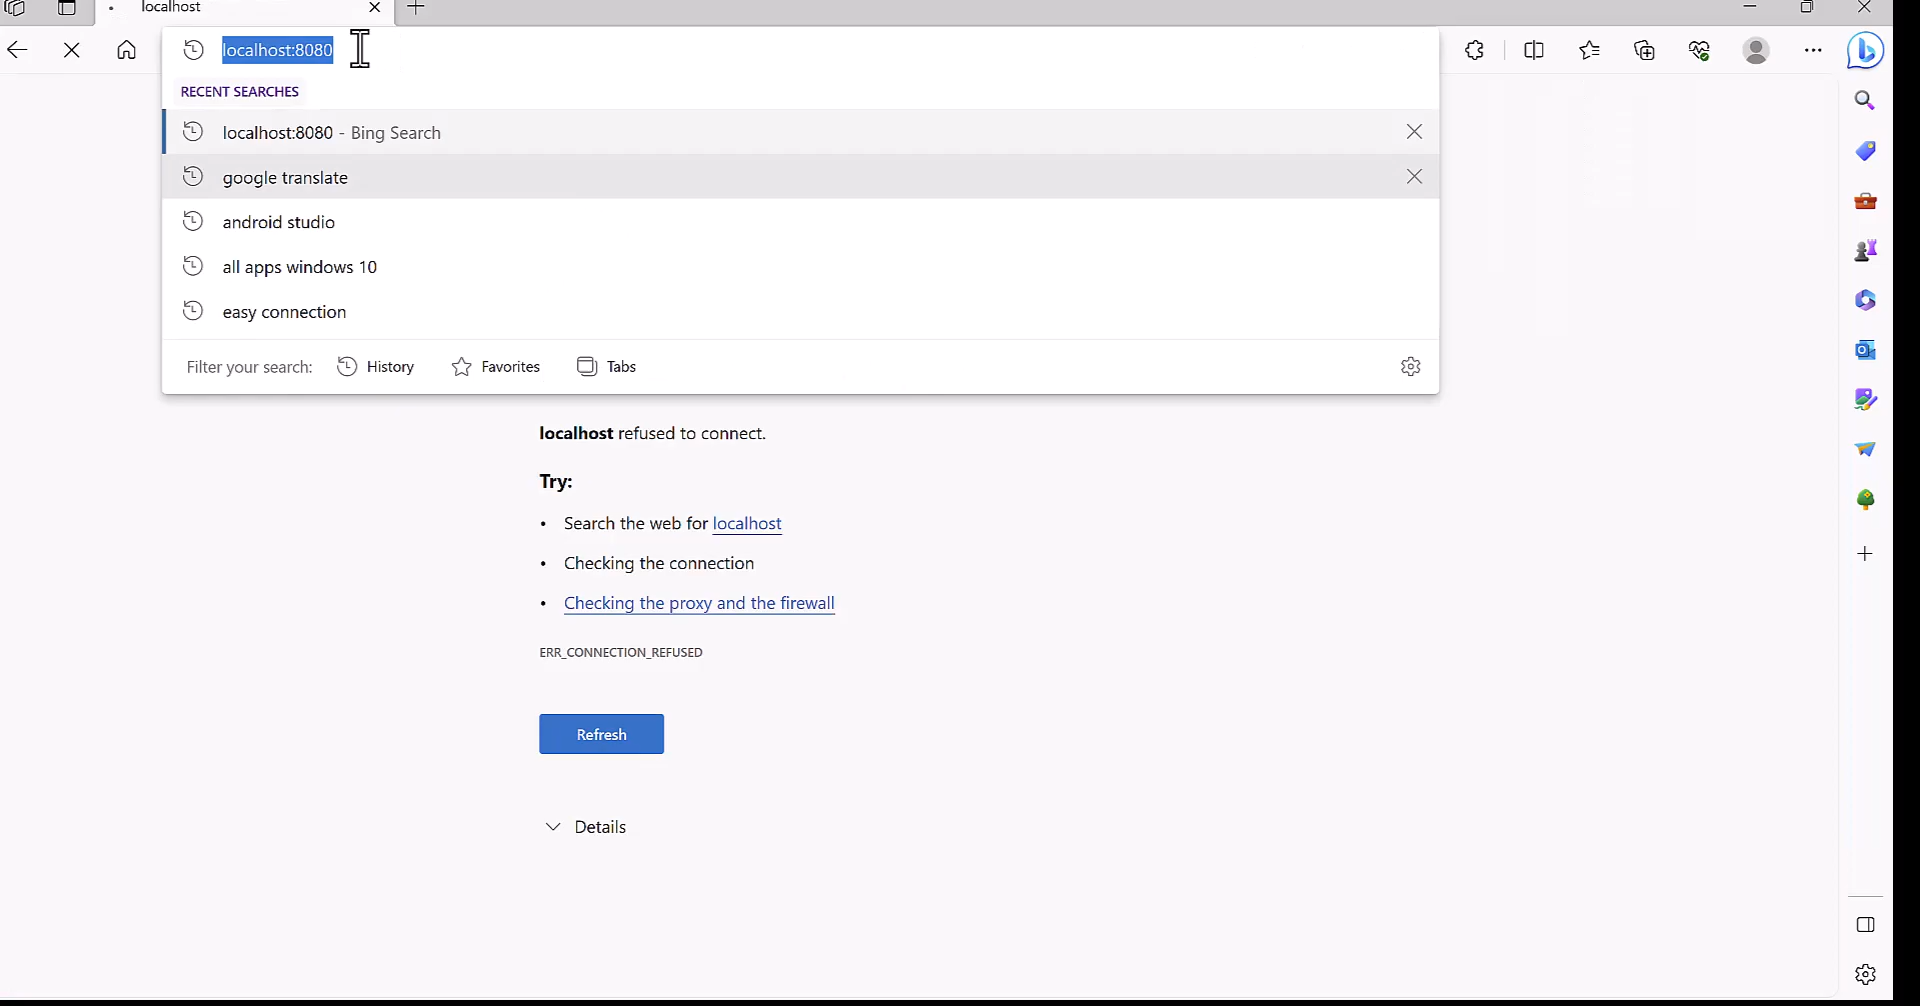 localhost
localhost:8080
RECENT SEARCHES
localhost:8080 - Bing Search
google translate
android studio
all apps windows 10
easy connection
Filter your search: History Favorites Tabs
localhost refused to connect.
Try:
• Search the web for localhost
• Checking the connection
• Checking the proxy and the firewall
ERR_CONNECTION_REFUSED
Refresh
Details